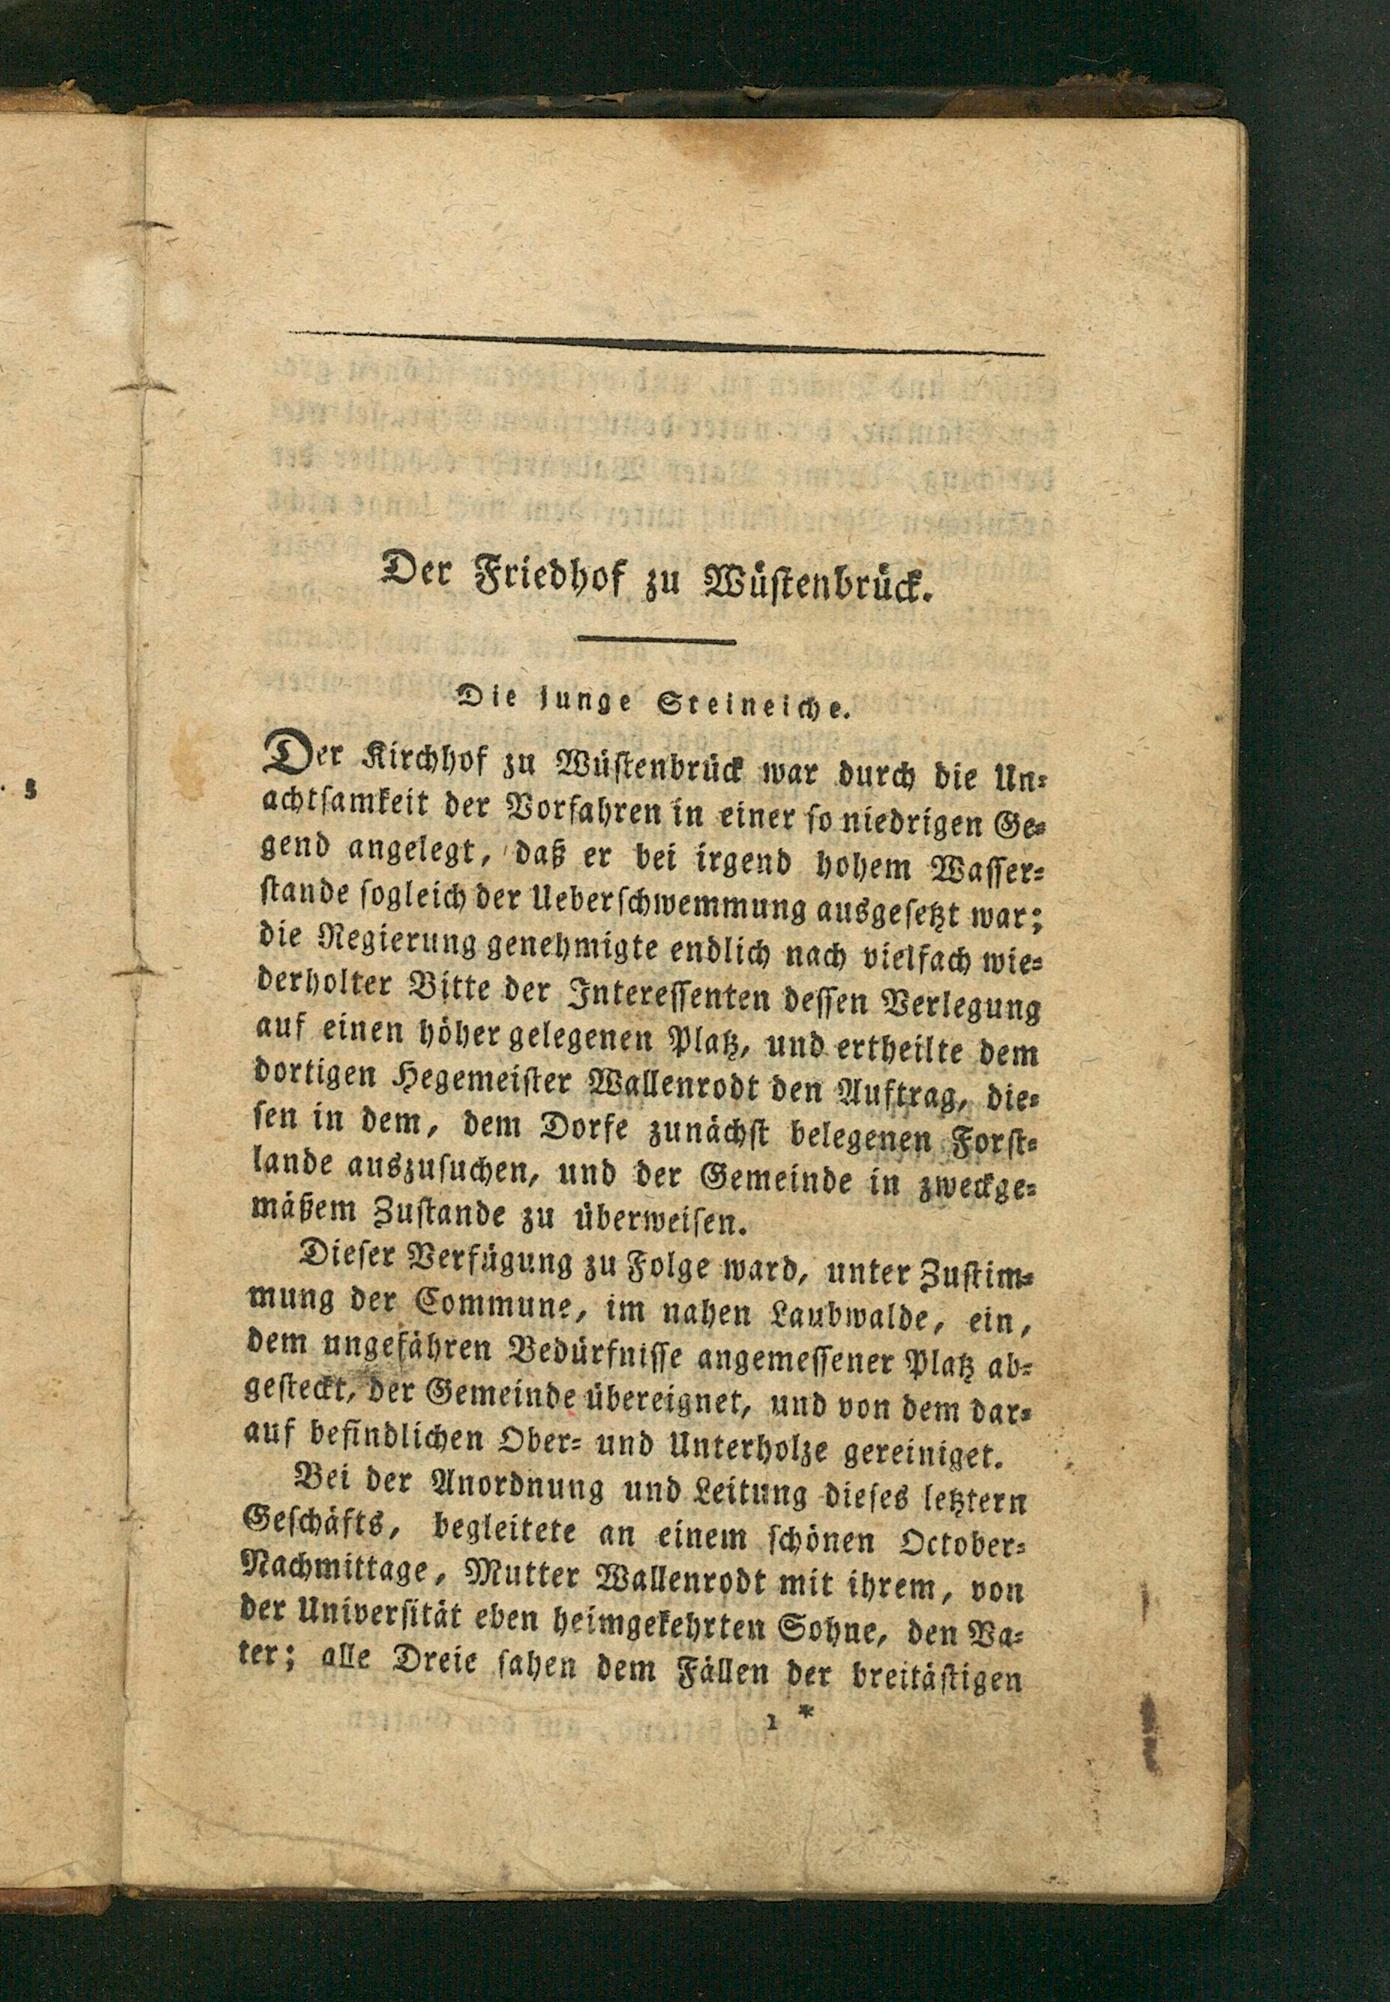 Der Friedhof zu Wüstenbrück.
Die junge Steineiche.
Der Kirchhof zu Wüstenbrück war durch die Un-
achtsamkeit der Vorfahren in einer so niedrigen Ge-
gend angelegt, daß er bei irgend hohem Wasser-
stande sogleich der Ueberschwemmung ausgesetzt war;
die Regierung genehmigte endlich nach vielfach wie-
derholter Bitte der Interessenten dessen Verlegung
auf einen höher gelegenen Platz, und ertheilte dem
dortigen Hegemeister Wallenrodt den Auftrag, die-
sen in dem, dem Dorfe zunächst belegenen Forst-
lande auszusuchen, und der Gemeinde in zweckge-
mäßem Zustande zu überweisen.
Dieser Verfügung zu Folge ward, unter Zustim-
mung der Commune, im nahen Laubwalde, ein,
dem ungefähren Bedürfnisse angemessener Platz ab-
gesteckt, der Gemeinde übereignet, und von dem dar-
auf befindlichen Ober- und Unterholze gereiniget.
Bei der Anordnung und Leitung dieses letztern
Geschäfts, begleitete an einem schönen October-
Nachmittage, Mutter Wallenrodt mit ihrem, von
der Universität eben heimgekehrten Sohne, den Va-
ter; alle Dreie sahen dem Fällen der breitästigen
1 *